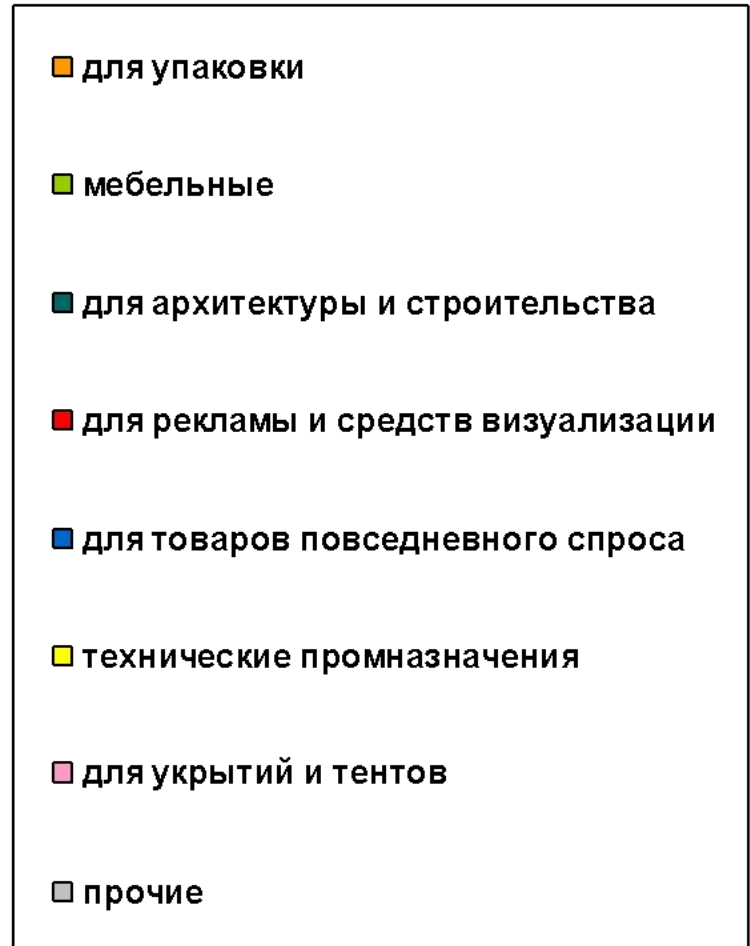 для упаковки
мебельные
для архитектуры и строительства
для рекламы и средств визуализации
для товаров повседневного спроса
технические промназначения
для укрытий и тентов
прочие